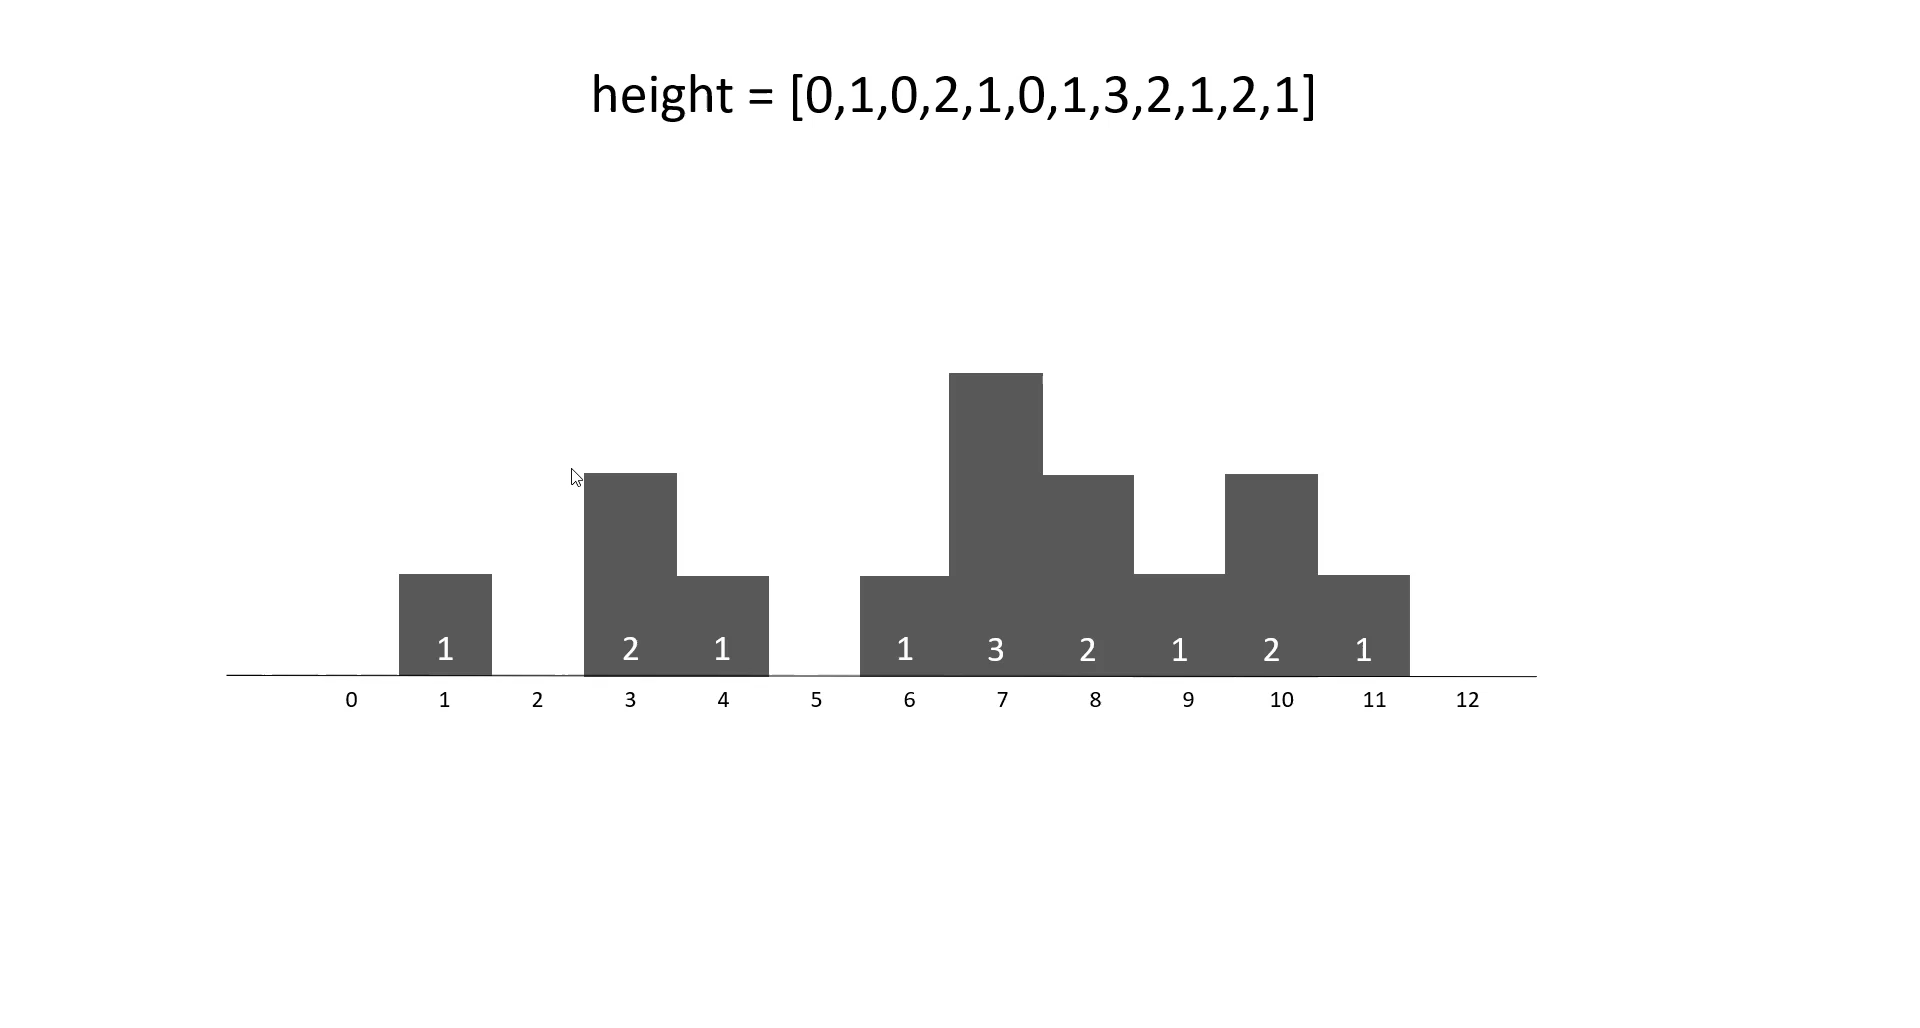 height = [0,1,0,2,1,0,1,3,2,1,2,1]
1 2 1 1 3 2 1 2 1
0 1 2 3 4 5 6 7 8 9 10 11 12